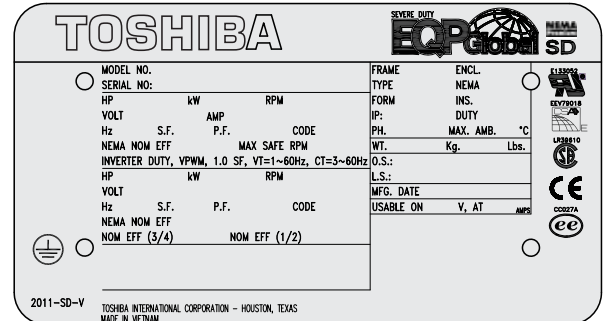 TOSHIBA
SEVERE DUTY
EQP Global
NEMA
SD
MODEL NO.
SERIAL NO:
HP kW RPM
VOLT AMP
Hz S.F. P.F. CODE
NEMA NOM EFF MAX SAFE RPM
INVERTER DUTY, VPWM, 1.0 SF, VT=1~60Hz, CT=3~60Hz
HP kW RPM
VOLT
Hz S.F. P.F. CODE
NEMA NOM EFF
NOM EFF (3/4) NOM EFF (1/2)
FRAME ENCL.
TYPE NEMA
FORM INS.
IP: DUTY
PH. MAX. AMB. °C
WT. Kg. Lbs.
O.S.:
L.S.:
MFG. DATE
USABLE ON V, AT AMPS
E133052
EEV79018
E
LR39610
CE
CC027A
ee
2011-SD-V
TOSHIBA INTERNATIONAL CORPORATION - HOUSTON, TEXAS
MADE IN VIETNAM